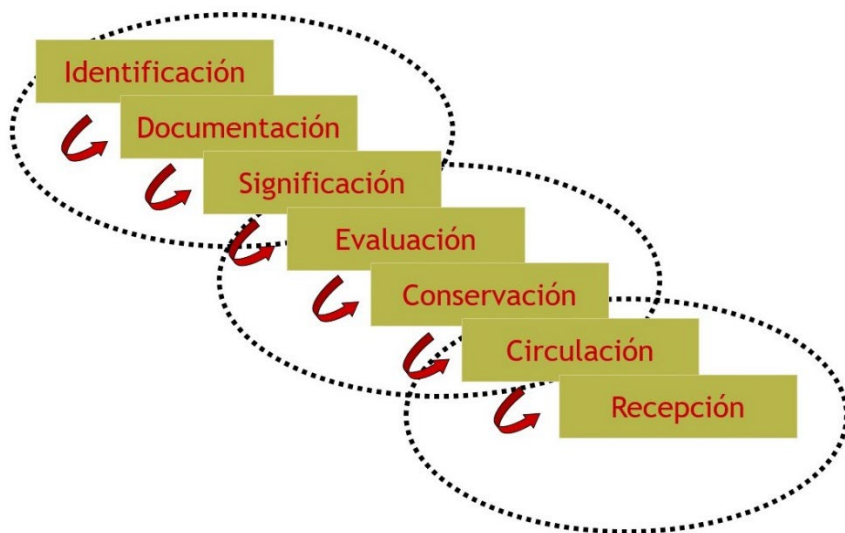 Identificación
Documentación
Significación
Evaluación
Conservación
Circulación
Recepción